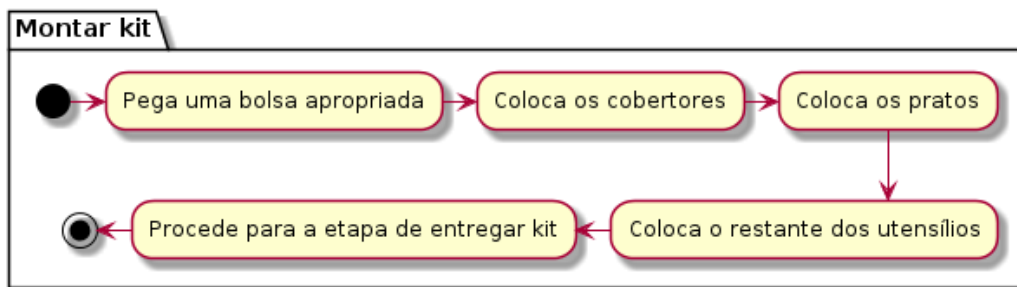 Montar kit
Pega uma bolsa apropriada
Coloca os cobertores
Coloca os pratos
Coloca o restante dos utensílios
Procede para a etapa de entregar kit